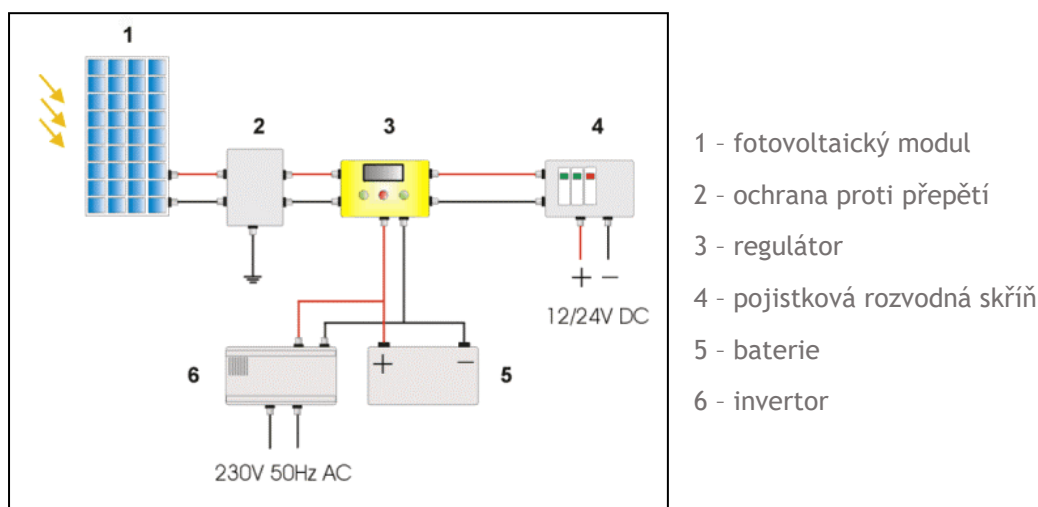 1
2
3
4
+ −
12/24V DC
+ −
6
5
230V 50Hz AC
1 – fotovoltaický modul
2 – ochrana proti přepětí
3 – regulátor
4 – pojistková rozvodná skříň
5 – baterie
6 – invertor